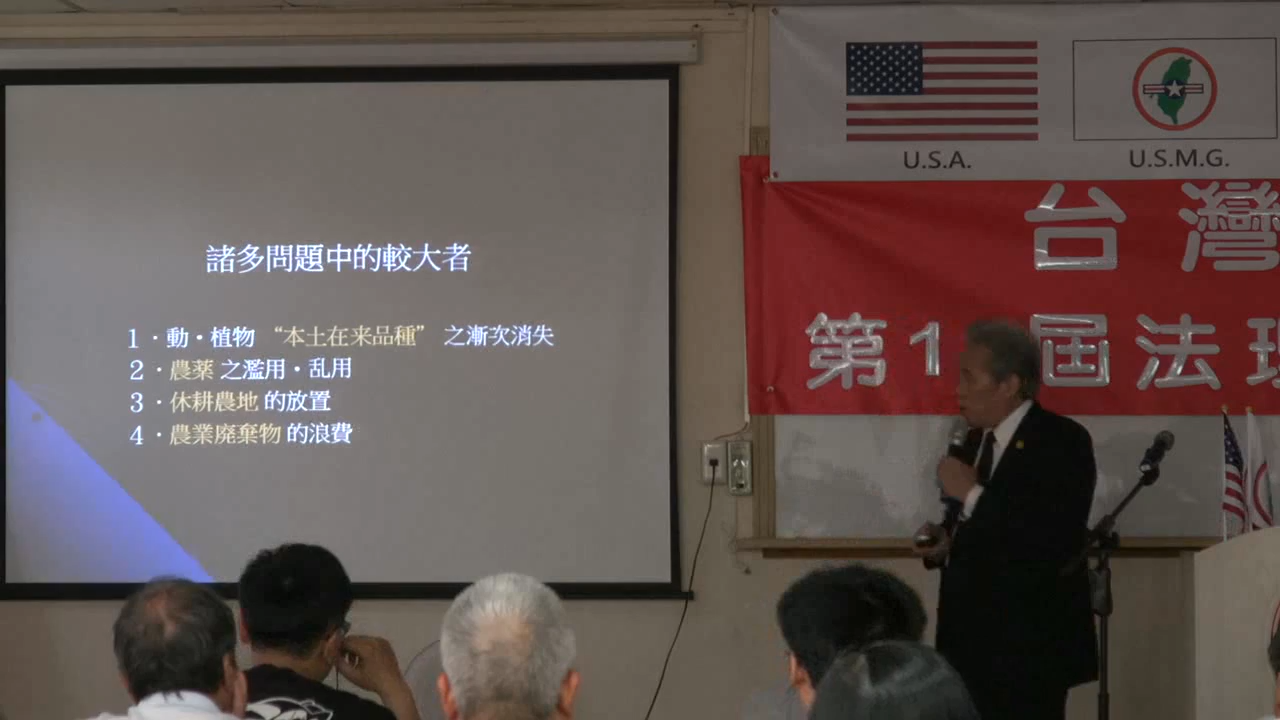 諸多問題中的較大者
1・動・植物 “本土在来品種” 之漸次消失
2・農薬之濫用・乱用
3・休耕農地的放置
4・農業廃棄物的浪費
U.S.A.
U.S.M.G.
台灣
第1 屆法理